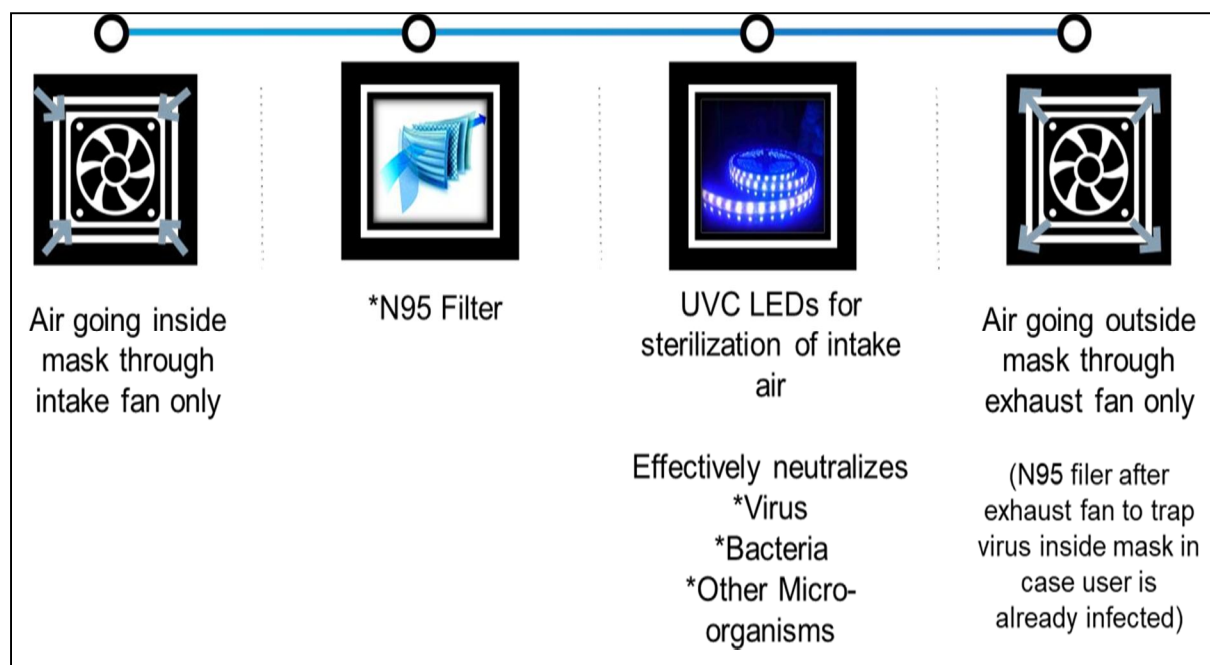 Air going inside
mask through
intake fan only
*N95 Filter
UVC LEDs for
sterilization of intake
air
Effectively neutralizes
*Virus
*Bacteria
*Other Micro-
organisms
Air going outside
mask through
exhaust fan only
(N95 filer after
exhaust fan to trap
virus inside mask in
case user is
already infected)